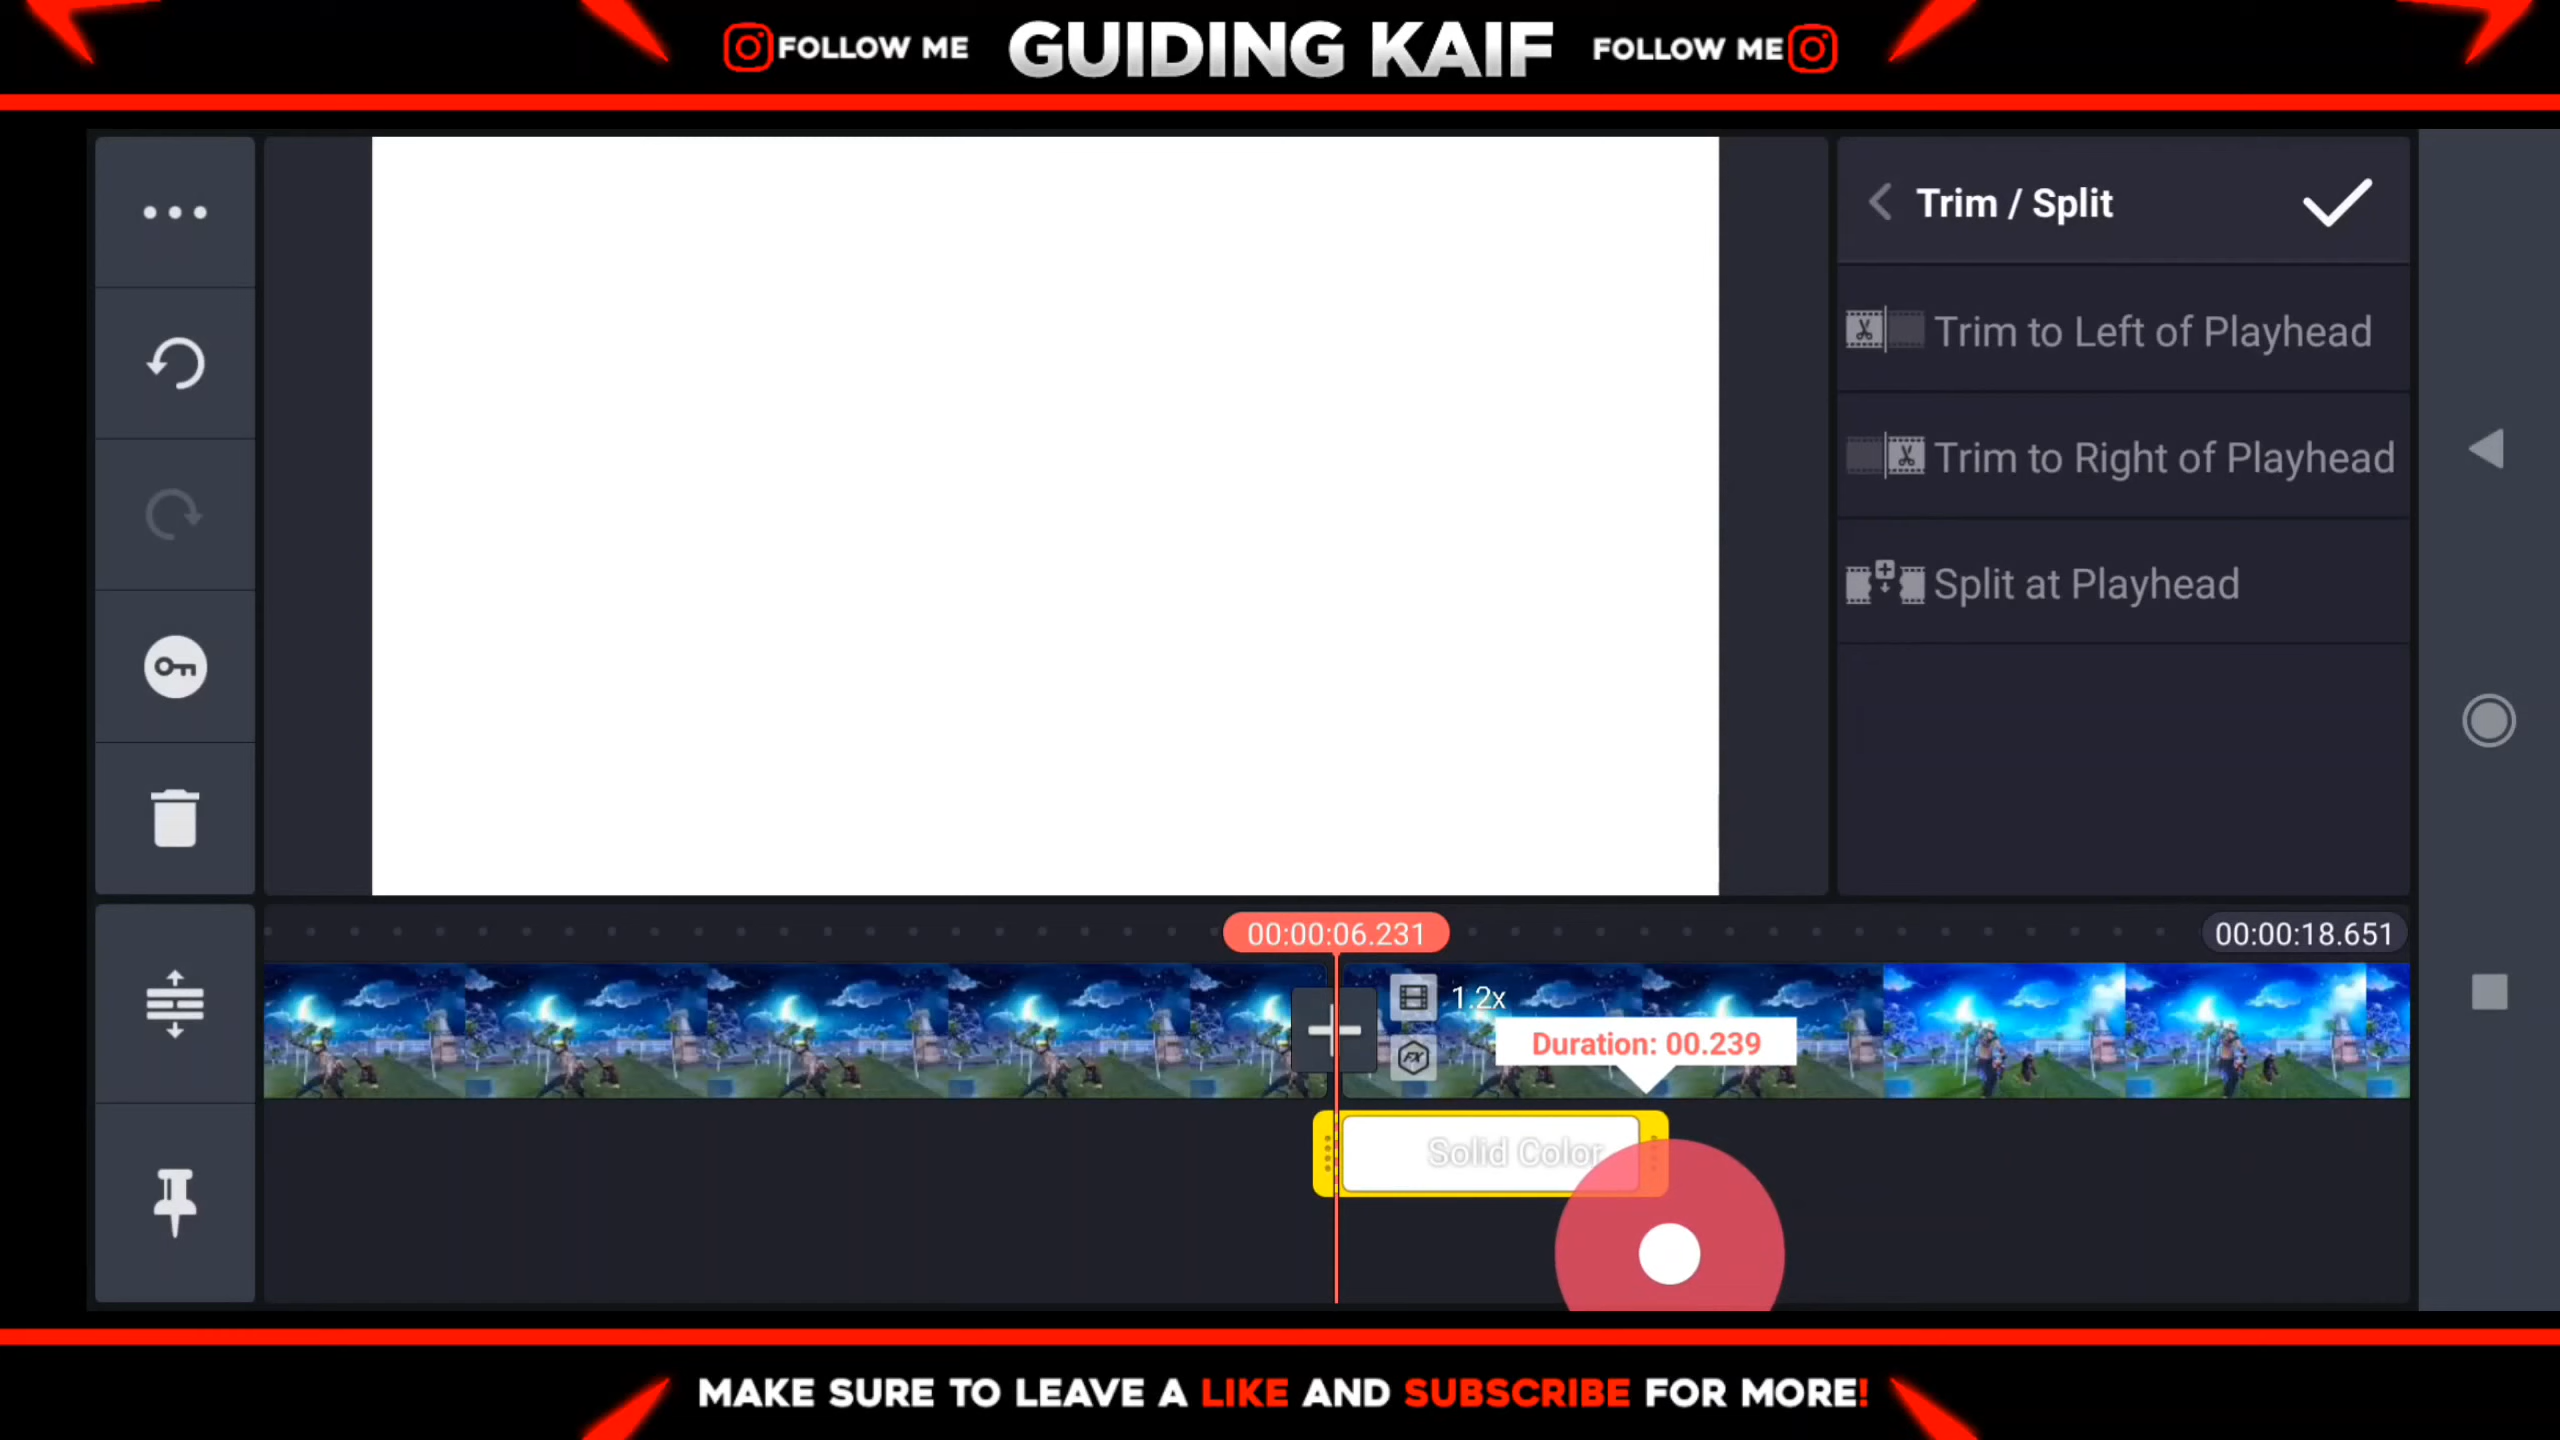 FOLLOW ME GUIDING KAIF FOLLOW ME
Trim / Split
Trim to Left of Playhead
Trim to Right of Playhead
Split at Playhead
00:00:06.231
00:00:18.651
1.2x
FX
Duration: 00.239
Solid Color
MAKE SURE TO LEAVE A LIKE AND SUBSCRIBE FOR MORE!